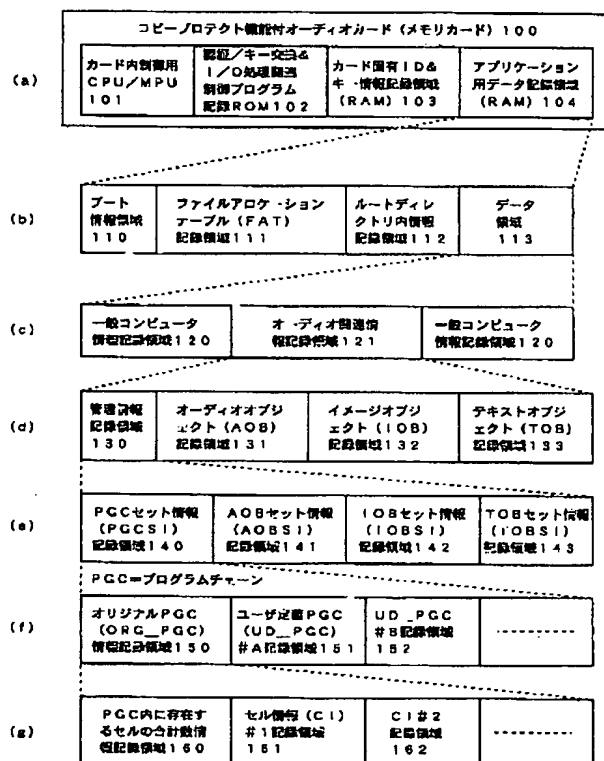 コピープロテクト機能付オーディオカード(メモリカード)100
(a)
カード内制御用
CPU/MPU
101
認証/キー交換&
I/O処理関連
制御プログラム
記録ROM102
カード固有ID&
キー情報記録領域
(RAM)103
アプリケーション
用データ記録領域
(RAM)104
(b)
ブート
情報領域
110
ファイルアロケーション
テーブル(FAT)
記録領域111
ルートディレ
クトリ内情報
記録領域112
データ
領域
113
(c)
一般コンピュータ
情報記録領域120
オーディオ関連情
報記録領域121
一般コンピュータ
情報記録領域120
(d)
管理情報
記録領域
130
オーディオオブジ
ェクト(AOB)
記録領域131
イメージオブジ
ェクト(IOB)
記録領域132
テキストオブジ
ェクト(TOB)
記録領域133
(e)
PGCセット情報
(PGCSI)
記録領域140
AOBセット情報
(AOBSI)
記録領域141
IOBセット情報
(IOBSI)
記録領域142
TOBセット情報
(TOBSI)
記録領域143
PGC=プログラムチェーン
(f)
オリジナルPGC
(ORG_PGC)
情報記録領域150
ユーザ定義PGC
(UD_PGC)
#A記録領域151
UD_PGC
#B記録領域
152
(g)
PGC内に存在す
るセルの合計数情
報記録領域160
セル情報(CI)
#1記録領域
161
CI#2
記録領域
162